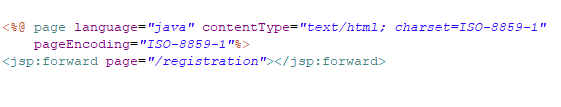 <%@ page language="java" contentType="text/html; charset=ISO-8859-1"
    pageEncoding="ISO-8859-1"%>
<jsp:forward page="/registration"></jsp:forward>